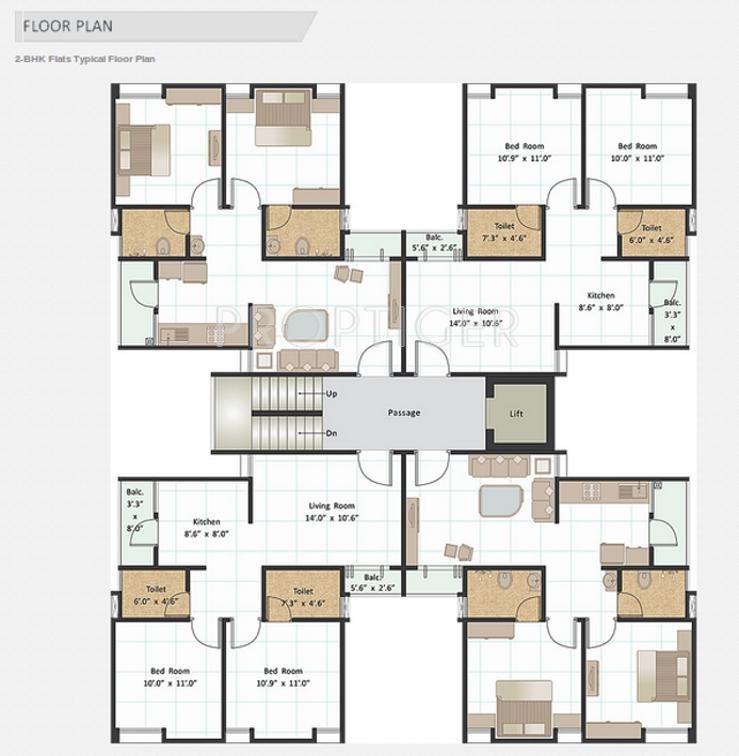 FLOOR PLAN
2-BHK Flats Typical Floor Plan
Bed Room
10'.9" x 11'.0"
Bed Room
10'.0" x 11'.0"
Toilet
7'.3" x 4'.6"
Toilet
6'.0" x 4'.6"
Balc.
5'.6" x 2'.6"
Living Room
14'.0" x 10'.6"
Kitchen
8'.6" x 8'.0"
Balc.
3'.3"
x
8'.0"
PROPTIGER
Up
Dn
Passage
Lift
Balc.
3'.3"
x
8'.0"
Kitchen
8'.6" x 8'.0"
Living Room
14'.0" x 10'.6"
Balc.
5'.6" x 2'.6"
Toilet
6'.0" x 4'.6"
Toilet
7'.3" x 4'.6"
Bed Room
10'.0" x 11'.0"
Bed Room
10'.9" x 11'.0"